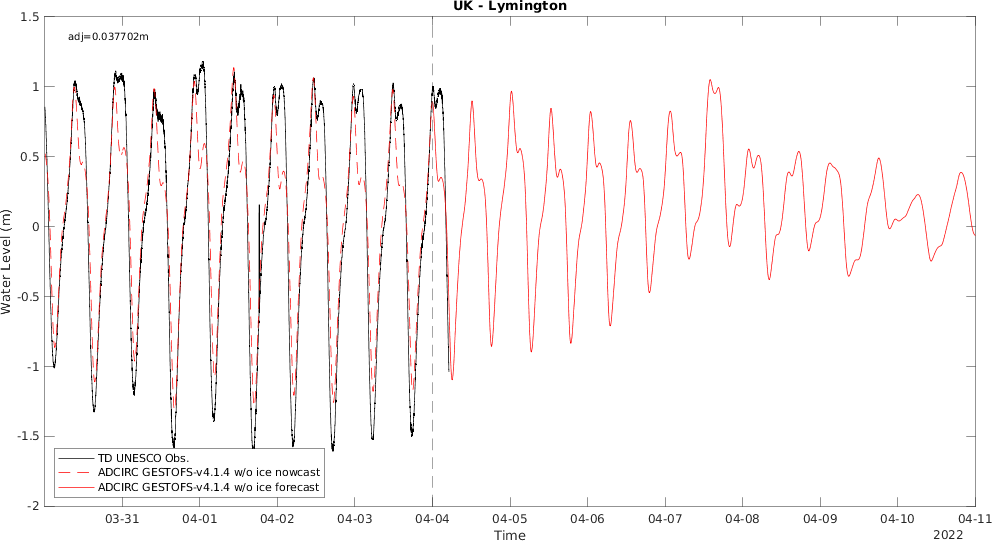 UK - Lymington
adj=0.037702m
1.5
1
0.5
0
-0.5
-1
-1.5
-2
Water Level (m)
TD UNESCO Obs.
ADCIRC GESTOFS-v4.1.4 w/o ice nowcast
ADCIRC GESTOFS-v4.1.4 w/o ice forecast
03-31 04-01 04-02 04-03 04-04 04-05 04-06 04-07 04-08 04-09 04-10 04-11
Time
2022